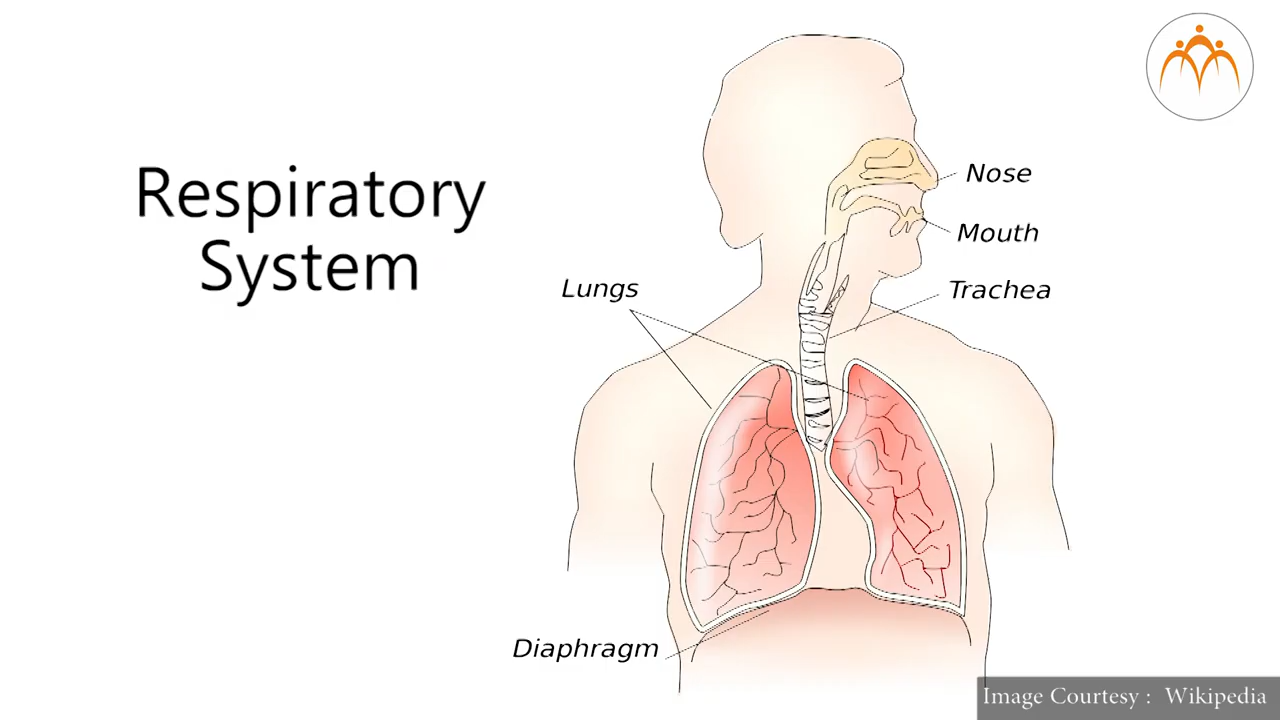 Respiratory
System
Nose
Mouth
Trachea
Lungs
Diaphragm
Image Courtesy : Wikipedia